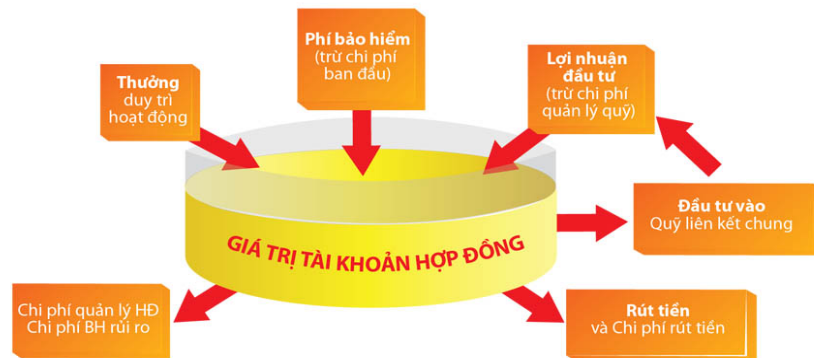 Phí bảo hiểm
(trừ chi phí
ban đầu)
Lợi nhuận
đầu tư
(trừ chi phí
quản lý quỹ)
Thưởng
duy trì
hoạt động
Đầu tư vào
Quỹ liên kết chung
GIÁ TRỊ TÀI KHOẢN HỢP ĐỒNG
Chi phí quản lý HĐ
Chi phí BH rủi ro
Rút tiền
và Chi phí rút tiền